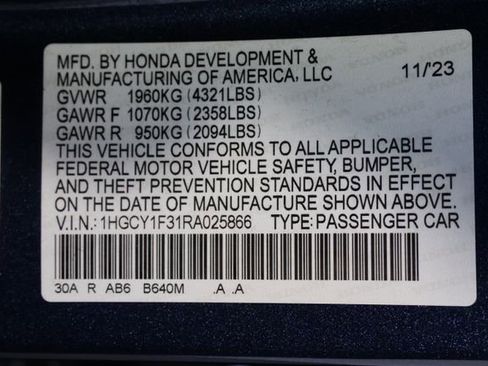 MFD. BY HONDA DEVELOPMENT &
MANUFACTURING OF AMERICA, LLC 11/'23
GVWR 1960KG (4321LBS)
GAWR F 1070KG (2358LBS)
GAWR R 950KG (2094LBS)
THIS VEHICLE CONFORMS TO ALL APPLICABLE
FEDERAL MOTOR VEHICLE SAFETY, BUMPER,
AND THEFT PREVENTION STANDARDS IN EFFECT
ON THE DATE OF MANUFACTURE SHOWN ABOVE.
V.I.N.: 1HGCY1F31RA025866 TYPE: PASSENGER CAR
30A R AB6 B640M .A .A